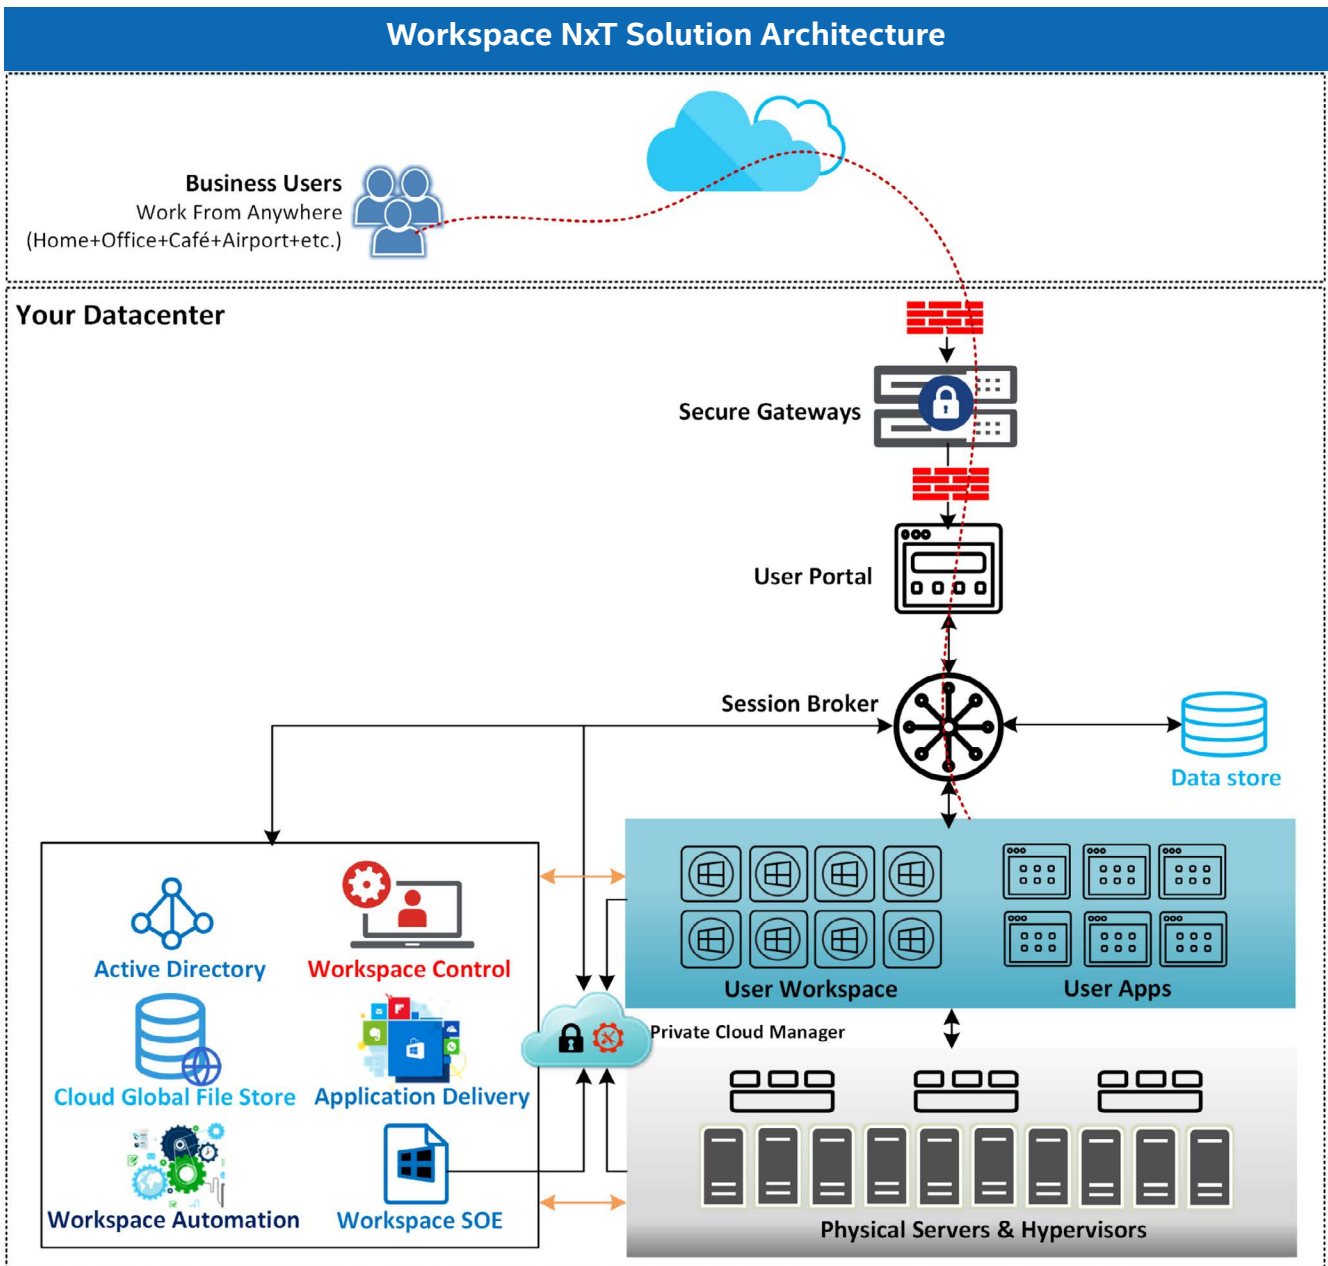 Workspace NxT Solution Architecture
Business Users
Work From Anywhere
(Home+Office+Café+Airport+etc.)
Your Datacenter
Secure Gateways
User Portal
Session Broker
Data store
Active Directory
Workspace Control
User Workspace
User Apps
Private Cloud Manager
Cloud Global File Store
Application Delivery
Workspace Automation
Workspace SOE
Physical Servers & Hypervisors